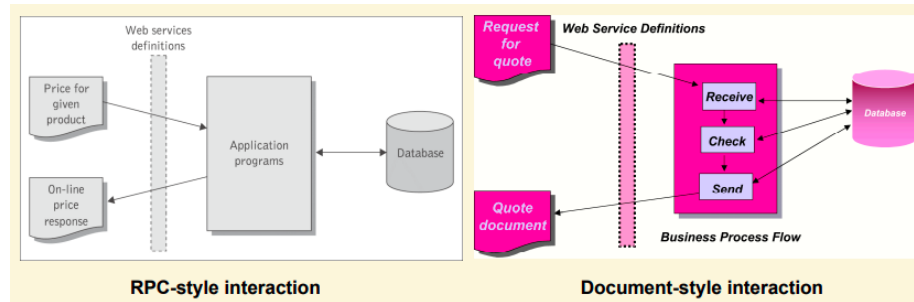 Web services
definitions
Price for
given
product
Application
programs
Database
On-line
price
response
RPC-style interaction
Request
for
quote
Web Service Definitions
Receive
Check
Send
Database
Quote
document
Business Process Flow
Document-style interaction